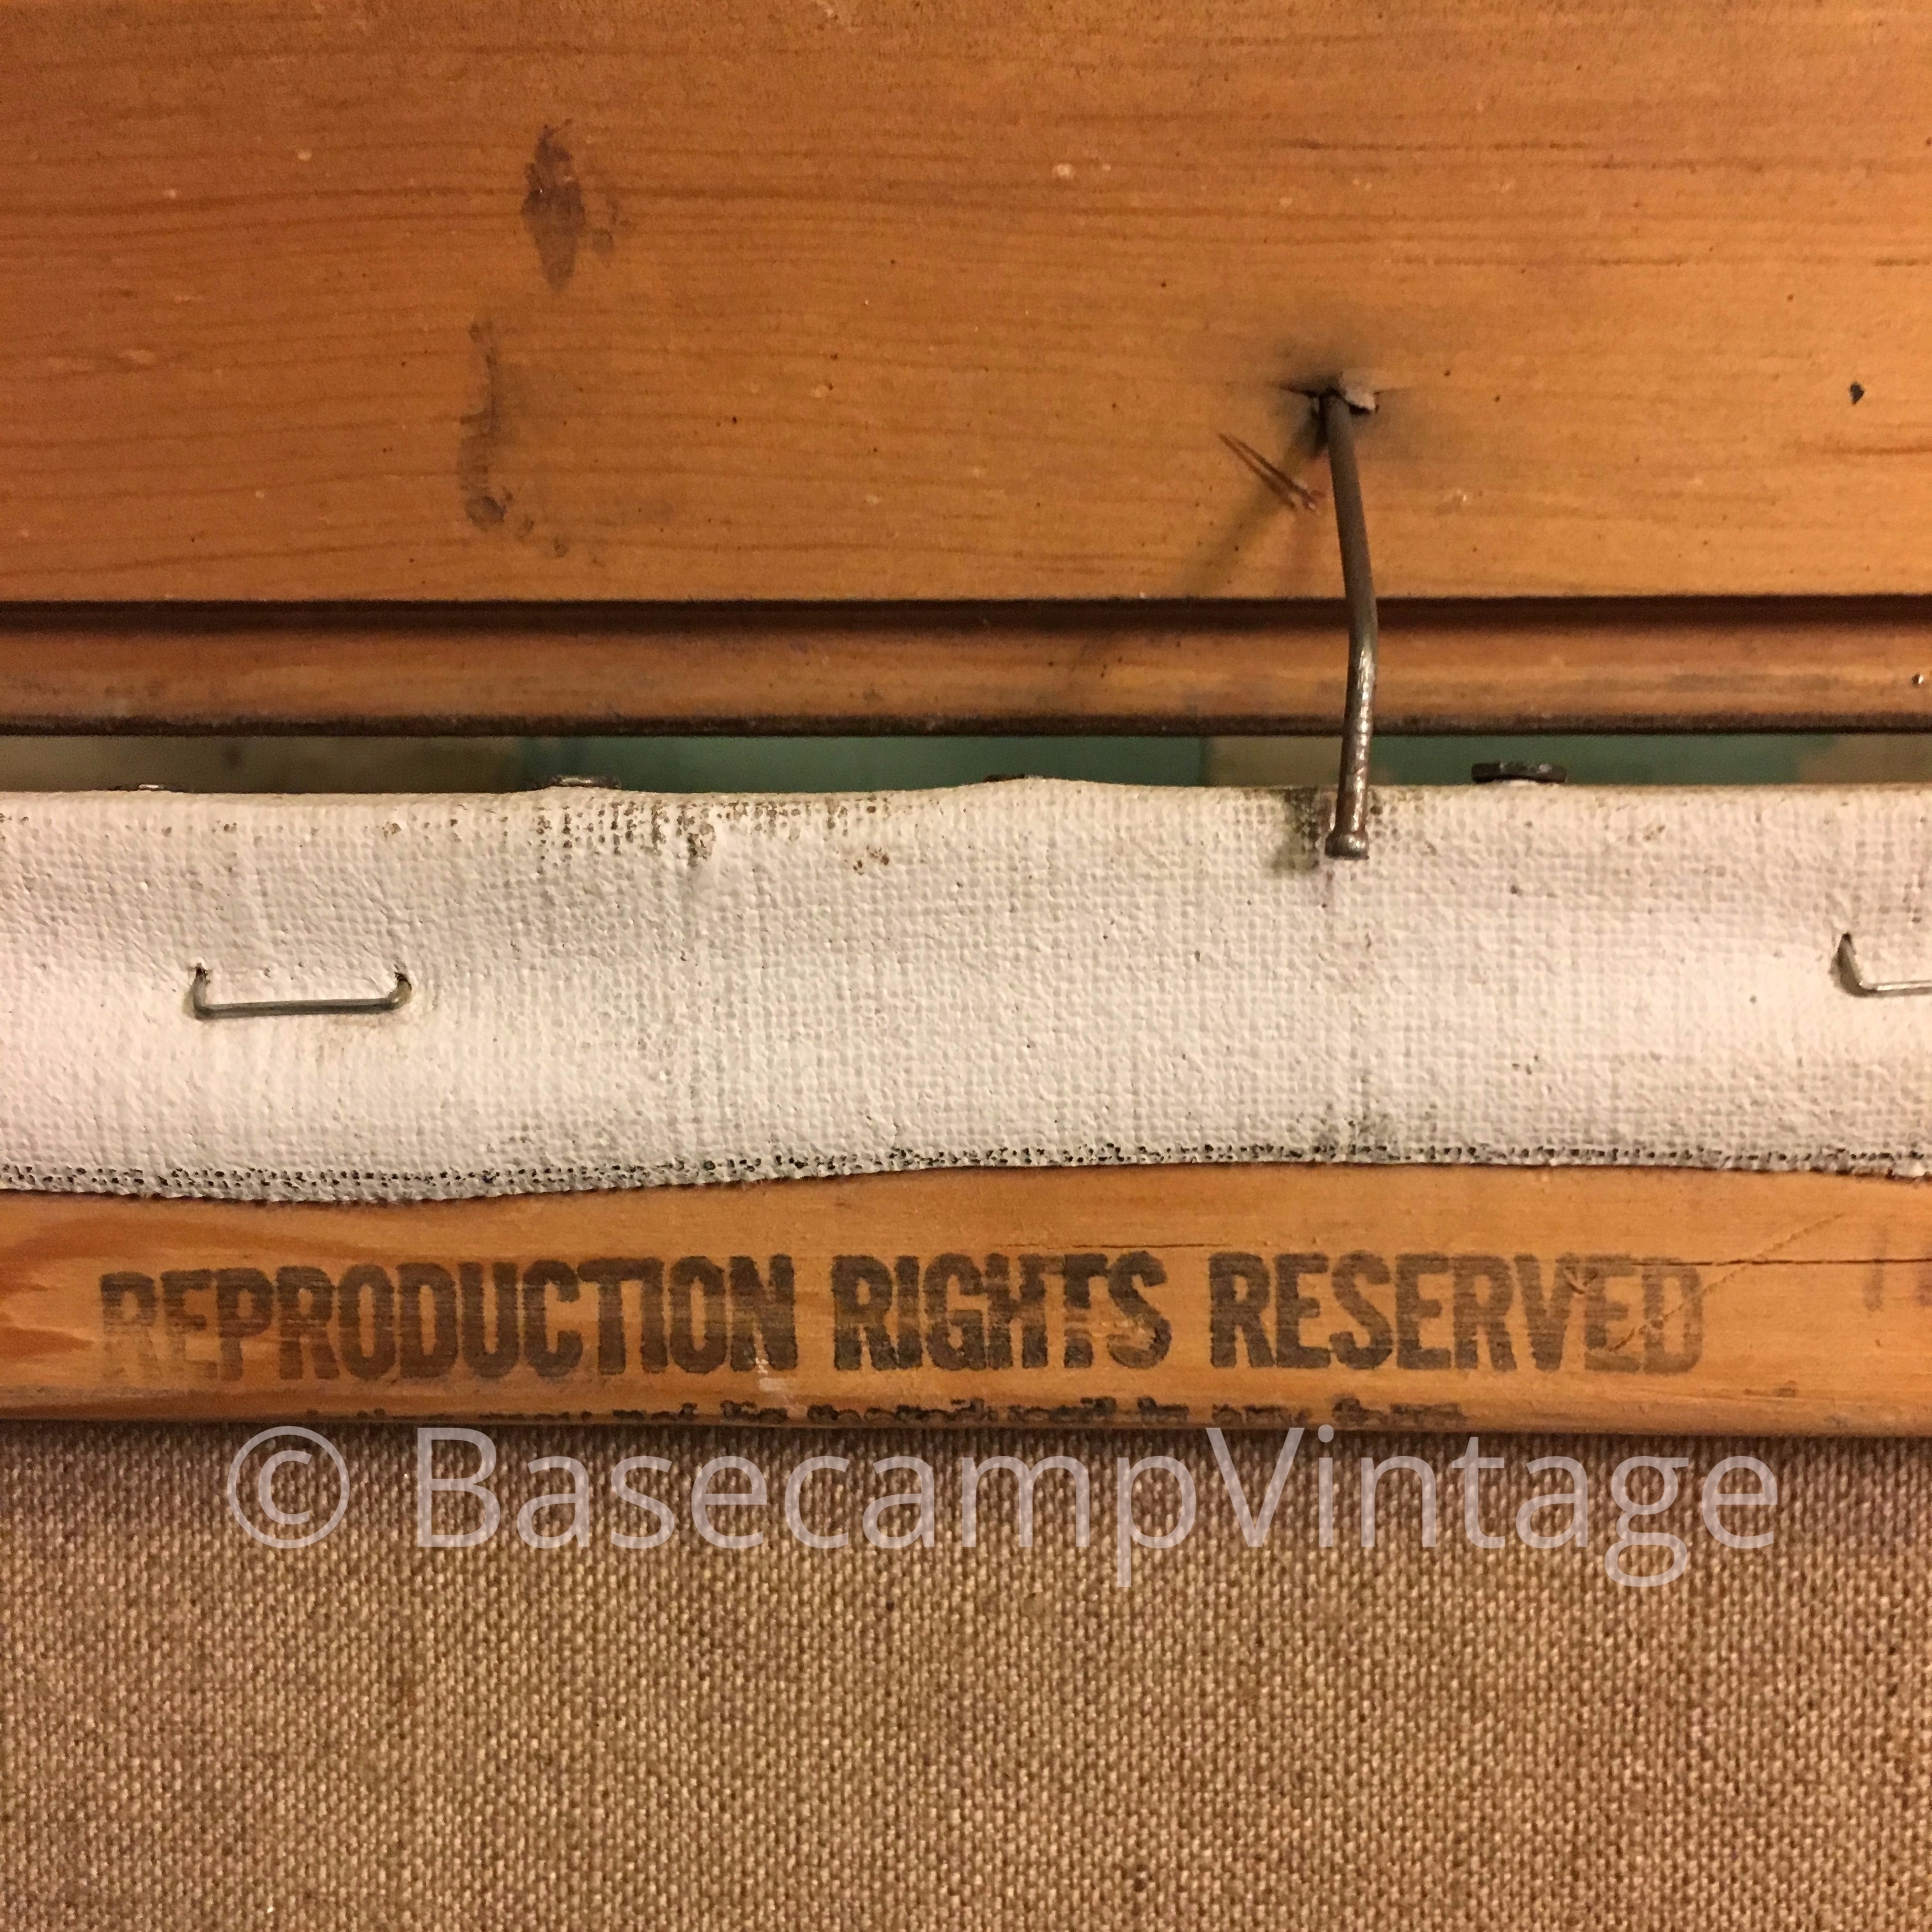 REPRODUCTION RIGHTS RESERVED
© BasecampVintage